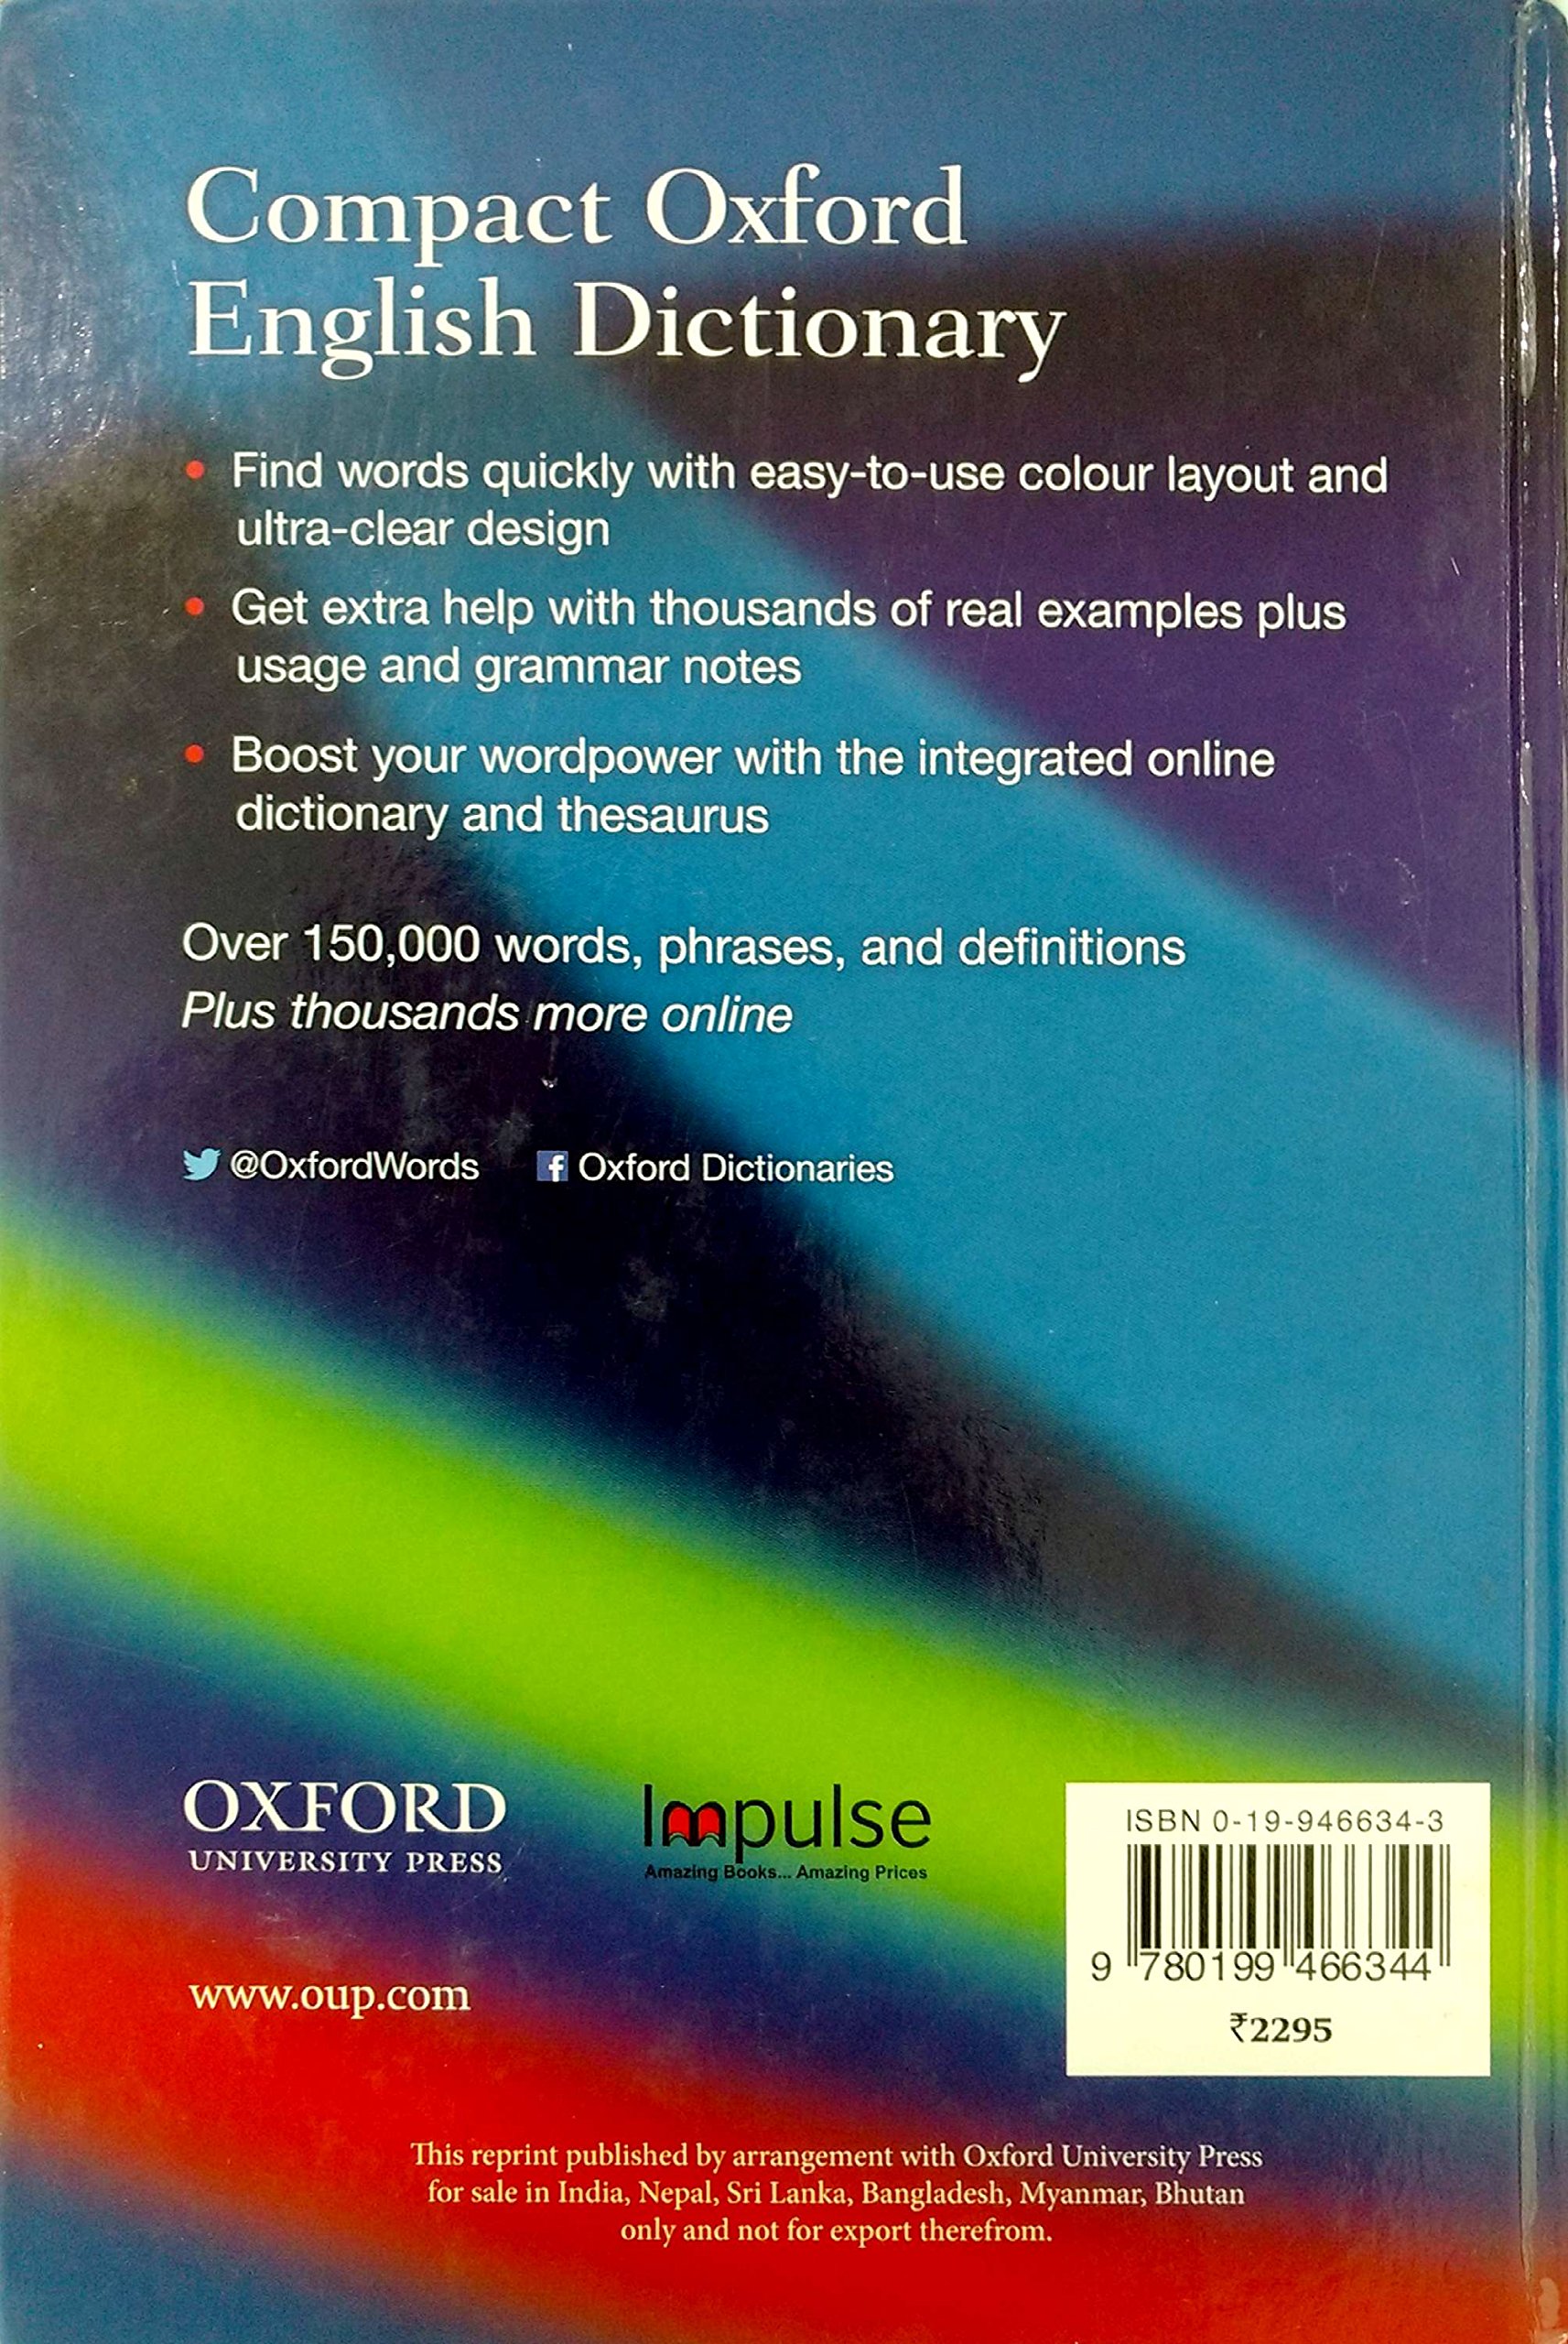 Compact Oxford
English Dictionary
• Find words quickly with easy-to-use colour layout and
ultra-clear design
• Get extra help with thousands of real examples plus
usage and grammar notes
• Boost your wordpower with the integrated online
dictionary and thesaurus
Over 150,000 words, phrases, and definitions
Plus thousands more online
@OxfordWords
f Oxford Dictionaries
OXFORD
UNIVERSITY PRESS
www.oup.com
Impulse
Amazing Books... Amazing Prices
ISBN 0-19-946634-3
9 780199 466344
₹2295
This reprint published by arrangement with Oxford University Press
for sale in India, Nepal, Sri Lanka, Bangladesh, Myanmar, Bhutan
only and not for export therefrom.